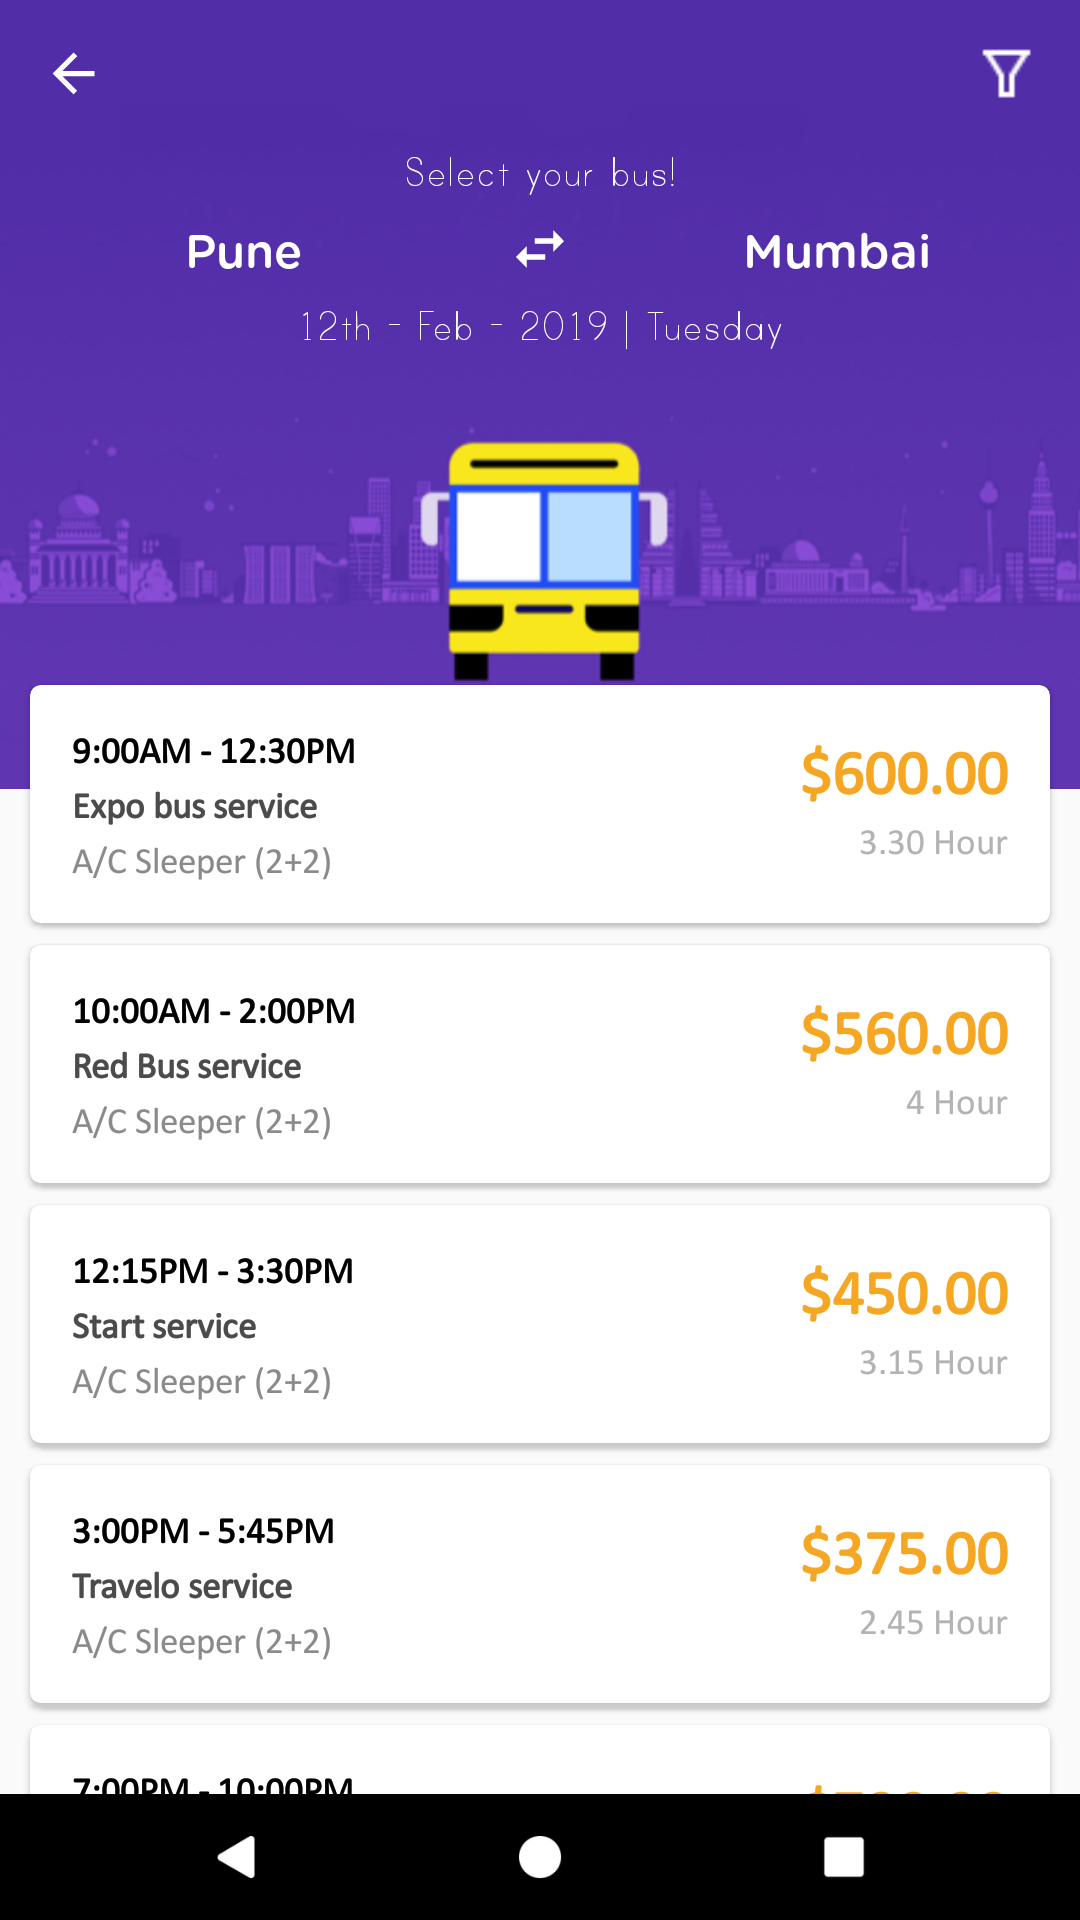 Select your bus!
Pune Mumbai
12th - Feb - 2019 | Tuesday
9:00AM - 12:30PM
$600.00
Expo bus service
3.30 Hour
A/C Sleeper (2+2)
10:00AM - 2:00PM
$560.00
Red Bus service
4 Hour
A/C Sleeper (2+2)
12:15PM - 3:30PM
$450.00
Start service
3.15 Hour
A/C Sleeper (2+2)
3:00PM - 5:45PM
$375.00
Travelo service
2.45 Hour
A/C Sleeper (2+2)
7:00PM - 10:00PM